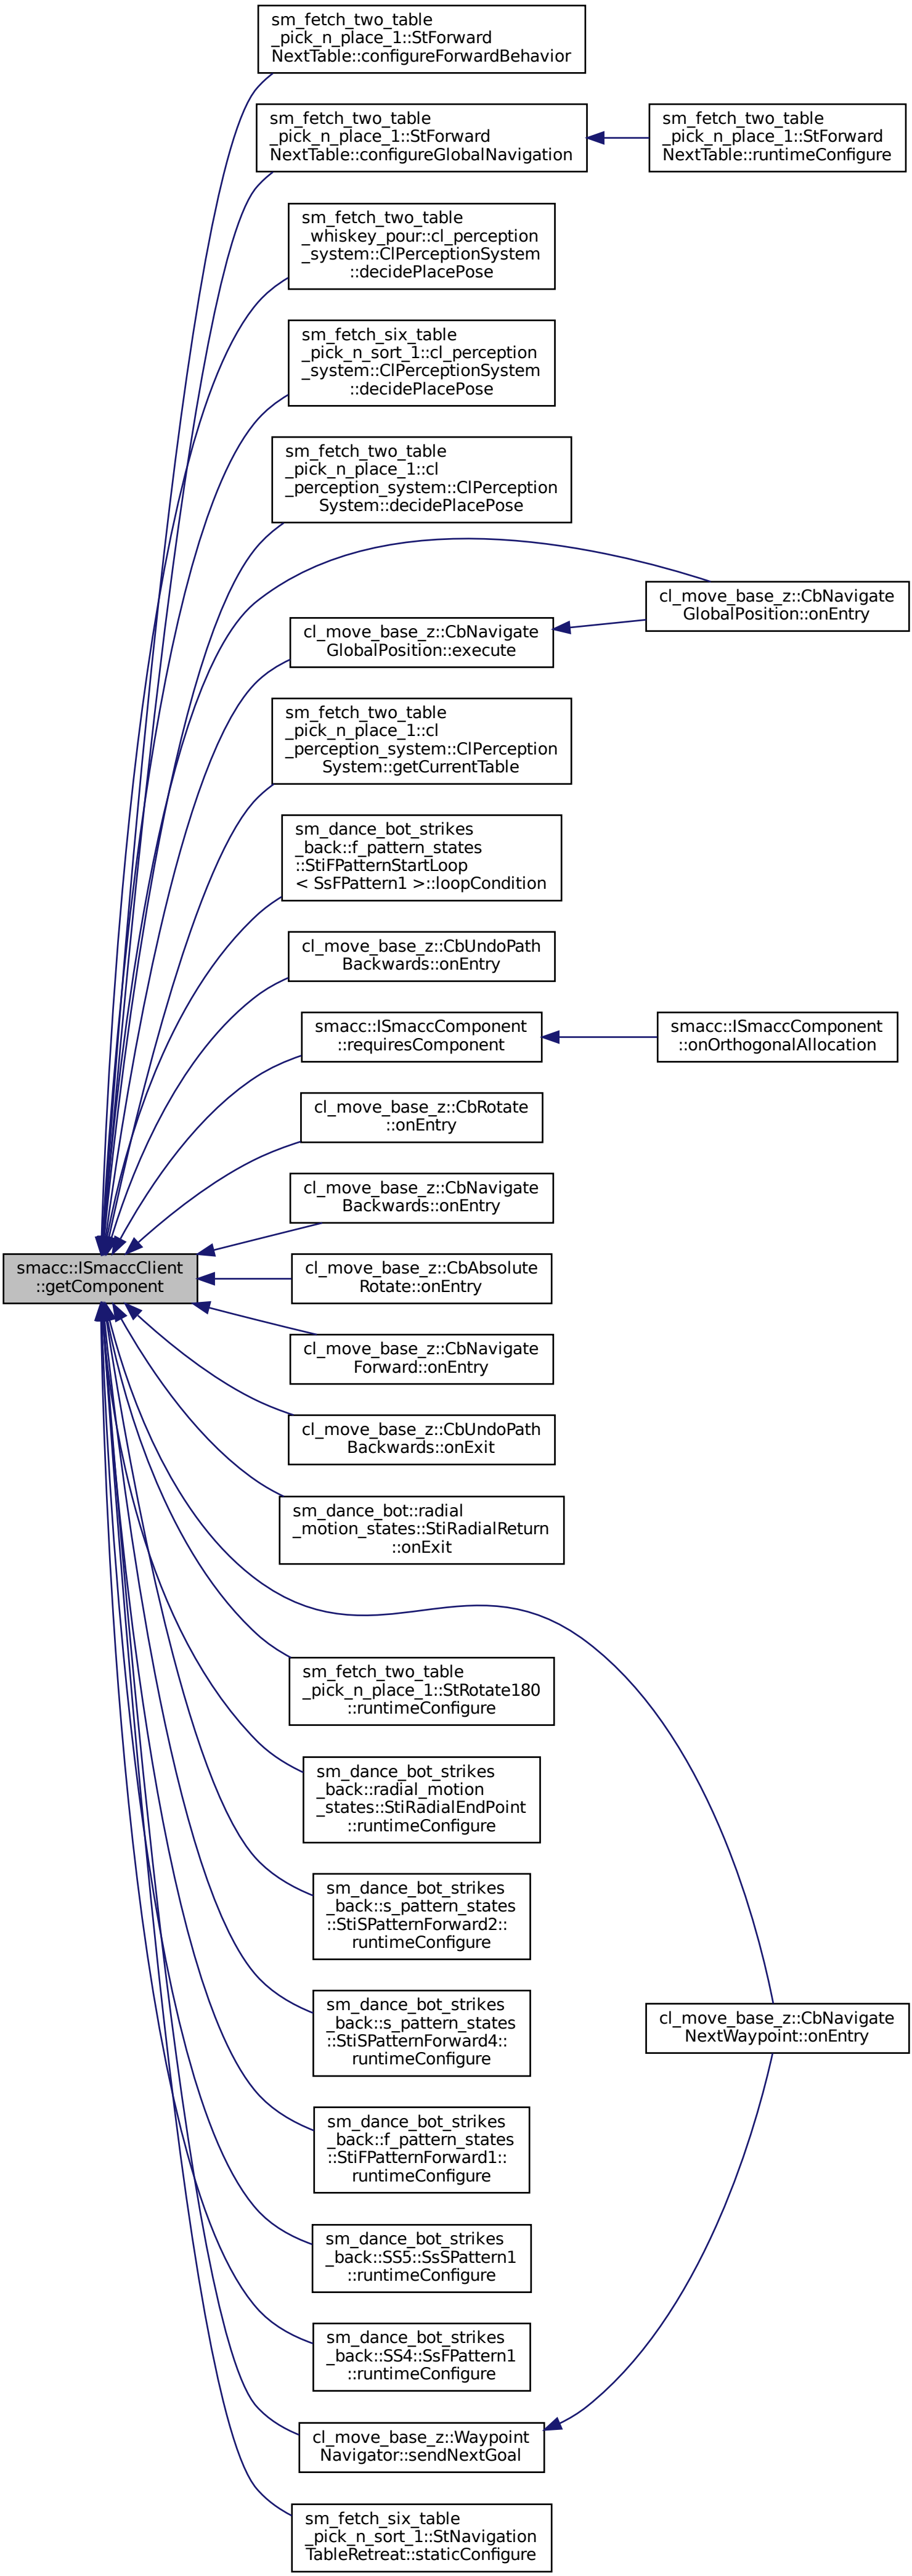 sm_fetch_two_table
_pick_n_place_1::StForward
NextTable::configureForwardBehavior
sm_fetch_two_table
_pick_n_place_1::StForward
NextTable::configureGlobalNavigation
sm_fetch_two_table
_pick_n_place_1::StForward
NextTable::runtimeConfigure
sm_fetch_two_table
_whiskey_pour::cl_perception
_system::ClPerceptionSystem
::decidePlacePose
sm_fetch_six_table
_pick_n_sort_1::cl_perception
_system::ClPerceptionSystem
::decidePlacePose
sm_fetch_two_table
_pick_n_place_1::cl
_perception_system::ClPerception
System::decidePlacePose
cl_move_base_z::CbNavigate
GlobalPosition::onEntry
cl_move_base_z::CbNavigate
GlobalPosition::execute
sm_fetch_two_table
_pick_n_place_1::cl
_perception_system::ClPerception
System::getCurrentTable
sm_dance_bot_strikes
_back::f_pattern_states
::StiFPatternStartLoop
< SsFPattern1 >::loopCondition
cl_move_base_z::CbUndoPath
Backwards::onEntry
smacc::ISmaccComponent
::requiresComponent
smacc::ISmaccComponent
::onOrthogonalAllocation
cl_move_base_z::CbRotate
::onEntry
cl_move_base_z::CbNavigate
Backwards::onEntry
smacc::ISmaccClient
::getComponent
cl_move_base_z::CbAbsolute
Rotate::onEntry
cl_move_base_z::CbNavigate
Forward::onEntry
cl_move_base_z::CbUndoPath
Backwards::onExit
sm_dance_bot::radial
_motion_states::StiRadialReturn
::onExit
sm_fetch_two_table
_pick_n_place_1::StRotate180
::runtimeConfigure
sm_dance_bot_strikes
_back::radial_motion
_states::StiRadialEndPoint
::runtimeConfigure
sm_dance_bot_strikes
_back::s_pattern_states
::StiSPatternForward2::
runtimeConfigure
sm_dance_bot_strikes
_back::s_pattern_states
::StiSPatternForward4::
runtimeConfigure
cl_move_base_z::CbNavigate
NextWaypoint::onEntry
sm_dance_bot_strikes
_back::f_pattern_states
::StiFPatternForward1::
runtimeConfigure
sm_dance_bot_strikes
_back::SS5::SsSPattern1
::runtimeConfigure
sm_dance_bot_strikes
_back::SS4::SsFPattern1
::runtimeConfigure
cl_move_base_z::Waypoint
Navigator::sendNextGoal
sm_fetch_six_table
_pick_n_sort_1::StNavigation
TableRetreat::staticConfigure